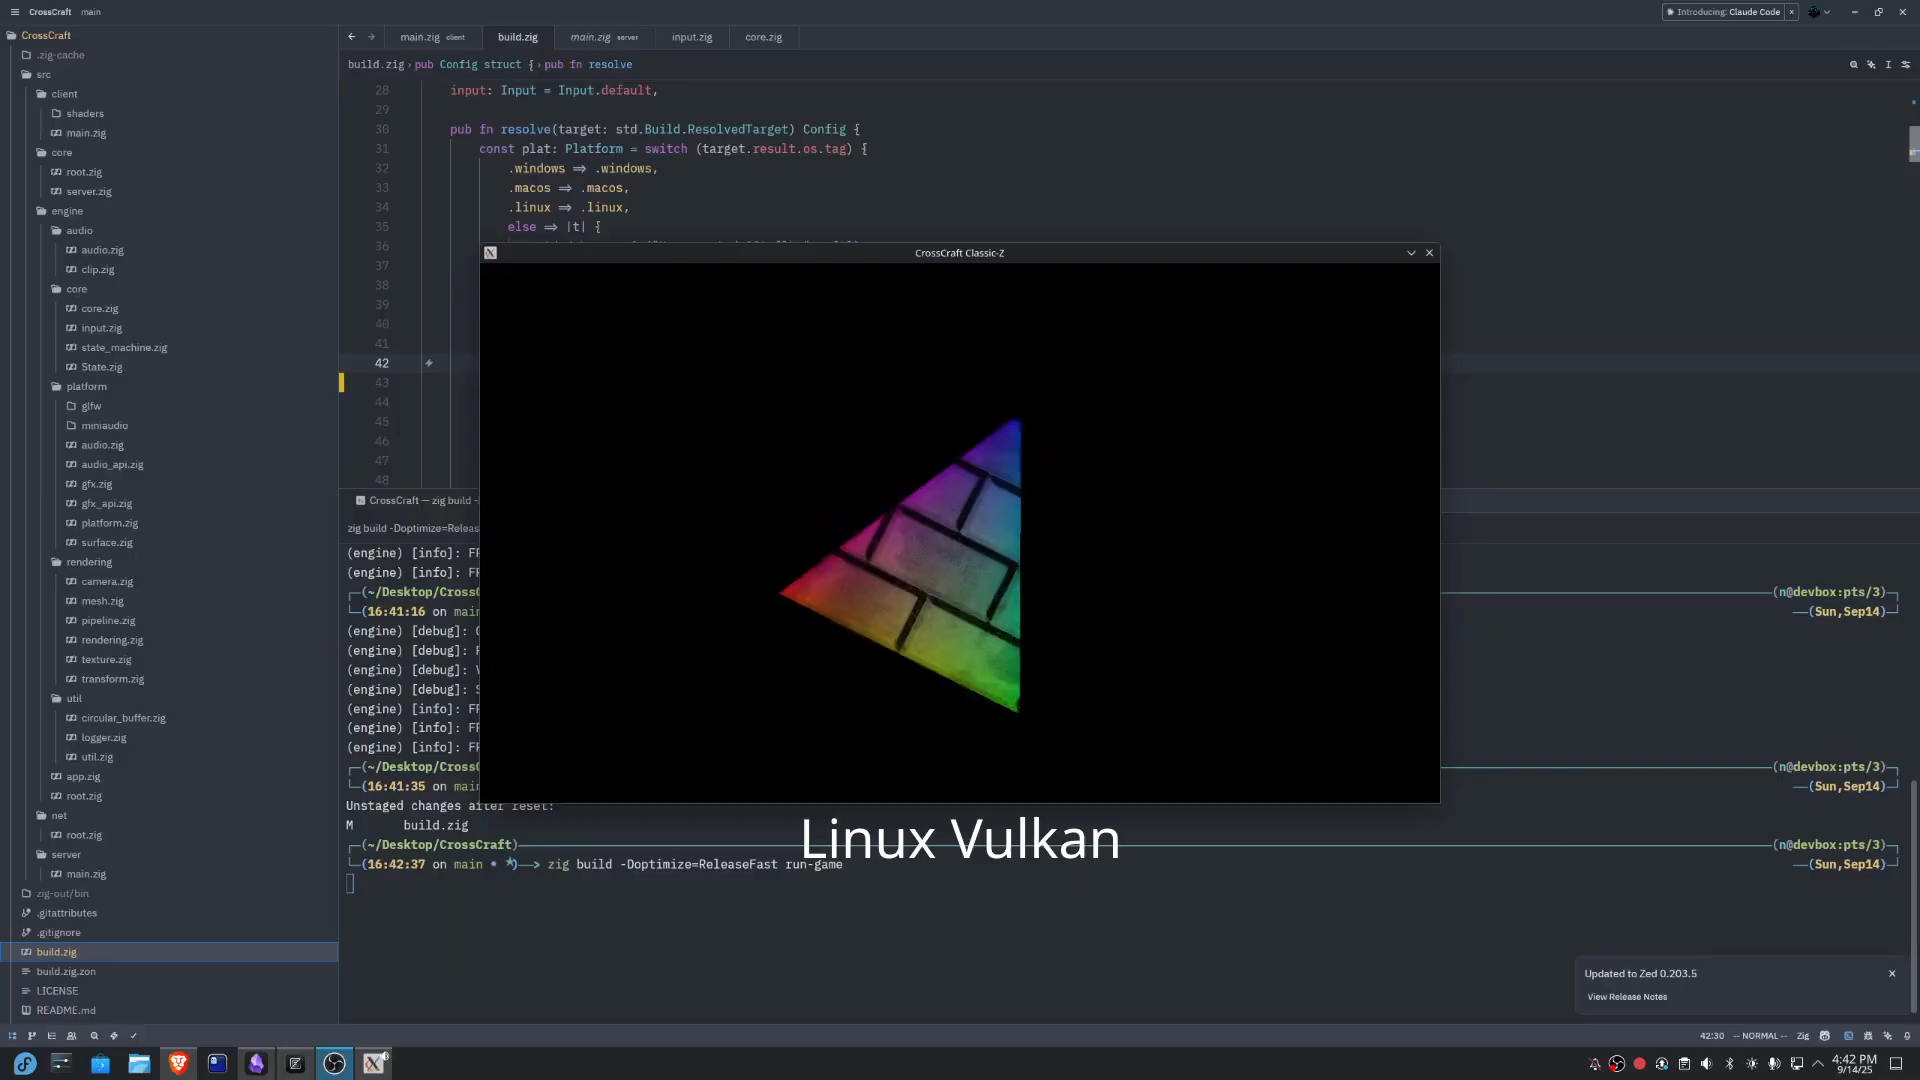 CrossCraft main
Introducing: Claude Code
CrossCraft
.zig-cache
src
client
shaders
main.zig
core
root.zig
server.zig
engine
audio
audio.zig
clip.zig
core
core.zig
input.zig
state_machine.zig
State.zig
platform
glfw
miniaudio
audio.zig
audio_api.zig
gfx.zig
gfx_api.zig
platform.zig
surface.zig
rendering
camera.zig
mesh.zig
pipeline.zig
rendering.zig
texture.zig
transform.zig
util
circular_buffer.zig
logger.zig
util.zig
app.zig
root.zig
net
root.zig
server
main.zig
zig-out/bin
.gitattributes
.gitignore
build.zig
build.zig.zon
LICENSE
README.md
main.zig client
build.zig
main.zig server
input.zig
core.zig
build.zig › pub Config struct { › pub fn resolve
28 input: Input = Input.default,
29
30 pub fn resolve(target: std.Build.ResolvedTarget) Config {
31 const plat: Platform = switch (target.result.os.tag) {
32 .windows => .windows,
33 .macos => .macos,
34 .linux => .linux,
35 else => |t| {
36
37
38
39
40
41
42
43
44
45
46
47
48
CrossCraft Classic-Z
CrossCraft — zig build -
zig build -Doptimize=Releas
(engine) [info]: FP
(engine) [info]: FP
(~/Desktop/CrossC (n@devbox:pts/3)
(16:41:16 on main (Sun,Sep14)
(engine) [debug]:
(engine) [debug]:
(engine) [debug]:
(engine) [debug]:
(engine) [info]: FP
(engine) [info]: FP
(engine) [info]: FP
(~/Desktop/CrossC (n@devbox:pts/3)
(16:41:35 on main (Sun,Sep14)
Unstaged changes after reset:
M build.zig
(~/Desktop/CrossCraft) (n@devbox:pts/3)
(16:42:37 on main • *)—> zig build -Doptimize=ReleaseFast run-game (Sun,Sep14)
Linux Vulkan
Updated to Zed 0.203.5
View Release Notes
42:30 -- NORMAL -- Zig
4:42 PM
9/14/25